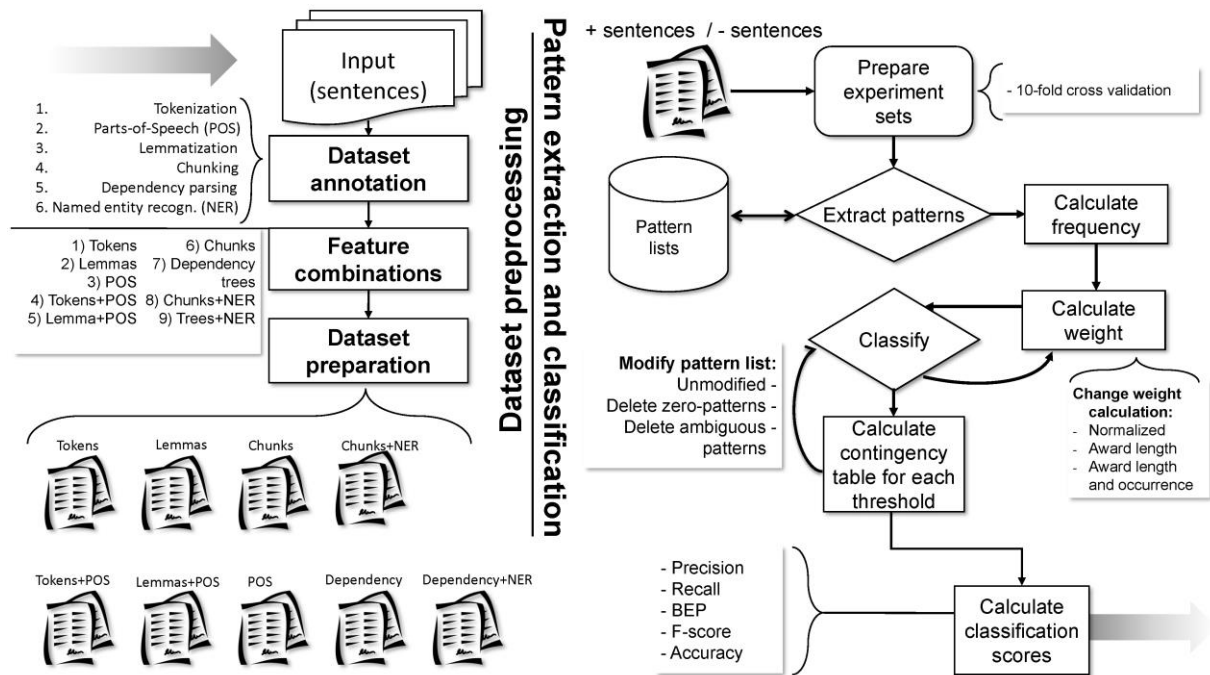 Input
(sentences)
1. Tokenization
2. Parts-of-Speech (POS)
3. Lemmatization
4. Chunking
5. Dependency parsing
6. Named entity recogn. (NER)
Dataset
annotation
1) Tokens
2) Lemmas
3) POS
4) Tokens+POS
5) Lemma+POS
6) Chunks
7) Dependency
trees
8) Chunks+NER
9) Trees+NER
Feature
combinations
Dataset
preparation
Tokens
Lemmas
Chunks
Chunks+NER
Tokens+POS
Lemmas+POS
POS
Dependency
Dependency+NER
Dataset preprocessing
Pattern extraction and classification
+ sentences / - sentences
Prepare
experiment
sets
- 10-fold cross validation
Pattern
lists
Extract patterns
Calculate
frequency
Calculate
weight
Classify
Modify pattern list:
Unmodified -
Delete zero-patterns -
Delete ambiguous -
patterns
Change weight
calculation:
- Normalized
- Award length
- Award length
and occurrence
Calculate
contingency
table for each
threshold
- Precision
- Recall
- BEP
- F-score
- Accuracy
Calculate
classification
scores